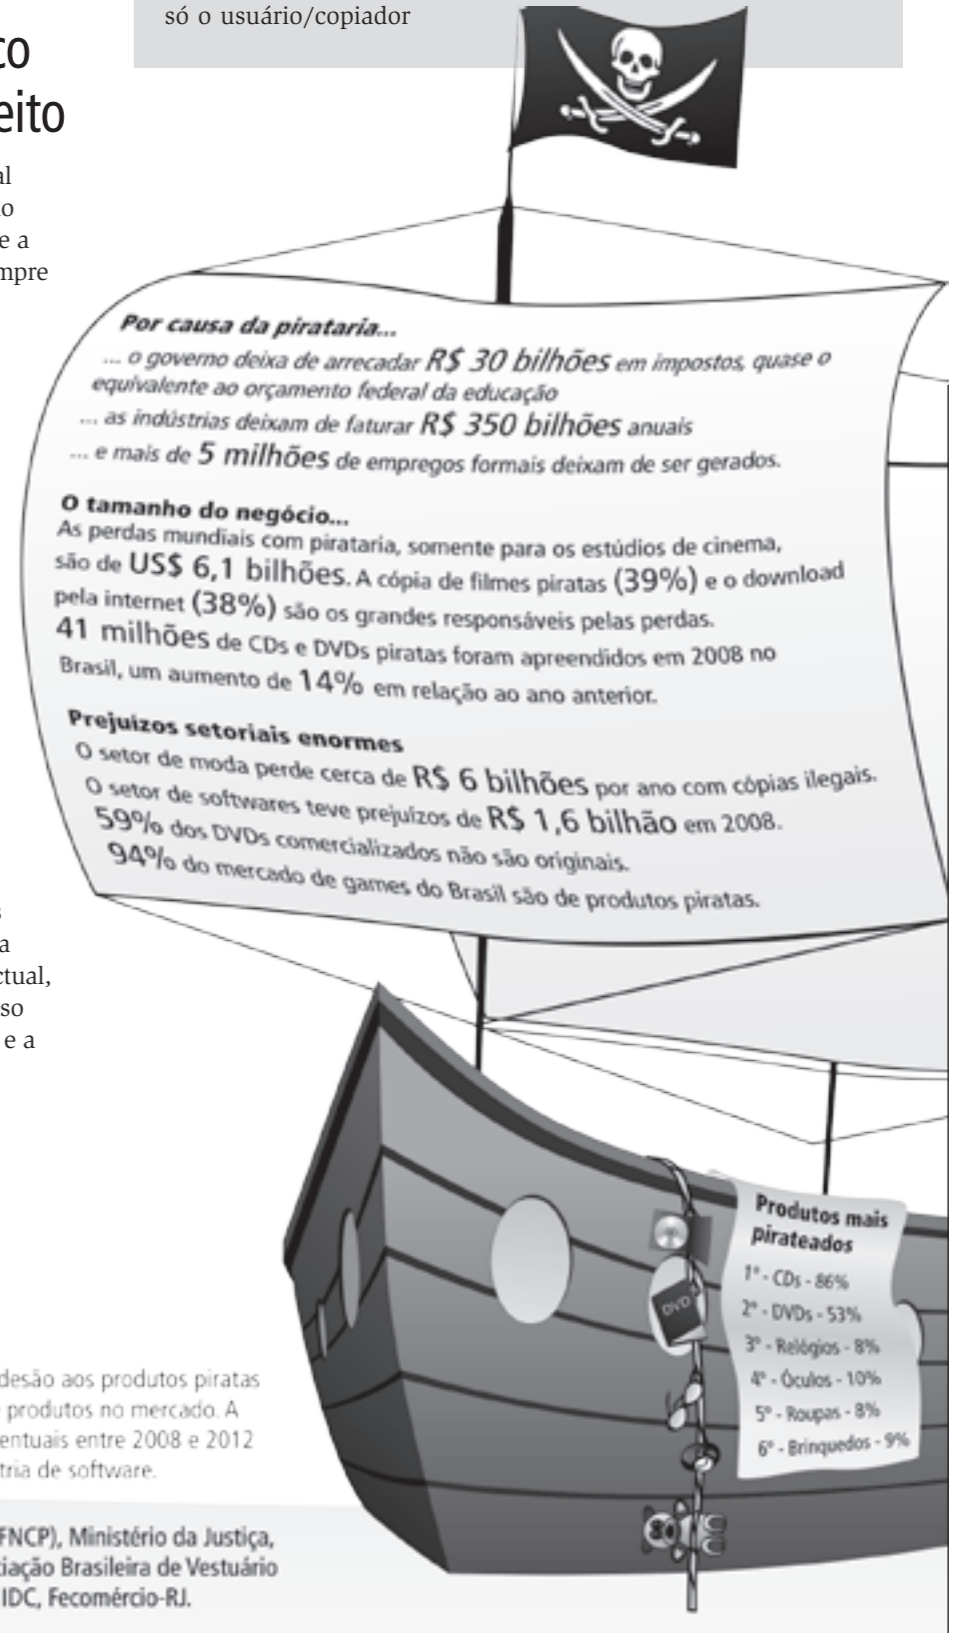 só o usuário/copiador
co
eito
al
o
e a
mpre
Por causa da pirataria...
... o governo deixa de arrecadar R$ 30 bilhões em impostos, quase o
equivalente ao orçamento federal da educação
... as indústrias deixam de faturar R$ 350 bilhões anuais
... e mais de 5 milhões de empregos formais deixam de ser gerados.
O tamanho do negócio...
As perdas mundiais com pirataria, somente para os estúdios de cinema,
são de US$ 6,1 bilhões. A cópia de filmes piratas (39%) e o download
pela internet (38%) são os grandes responsáveis pelas perdas.
41 milhões de CDs e DVDs piratas foram apreendidos em 2008 no
Brasil, um aumento de 14% em relação ao ano anterior.
Prejuízos setoriais enormes
O setor de moda perde cerca de R$ 6 bilhões por ano com cópias ilegais.
O setor de softwares teve prejuízos de R$ 1,6 bilhão em 2008.
59% dos DVDs comercializados não são originais.
94% do mercado de games do Brasil são de produtos piratas.
s
a
ctual,
so
e a
DVD
Produtos mais
pirateados
1º - CDs - 86%
2º - DVDs - 53%
3º - Relógios - 8%
4º - Óculos - 10%
5º - Roupas - 8%
6º - Brinquedos - 9%
desão aos produtos piratas
produtos no mercado. A
entuais entre 2008 e 2012
tria de software.
FNCP), Ministério da Justiça,
iação Brasileira de Vestuário
IDC, Fecomércio-RJ.